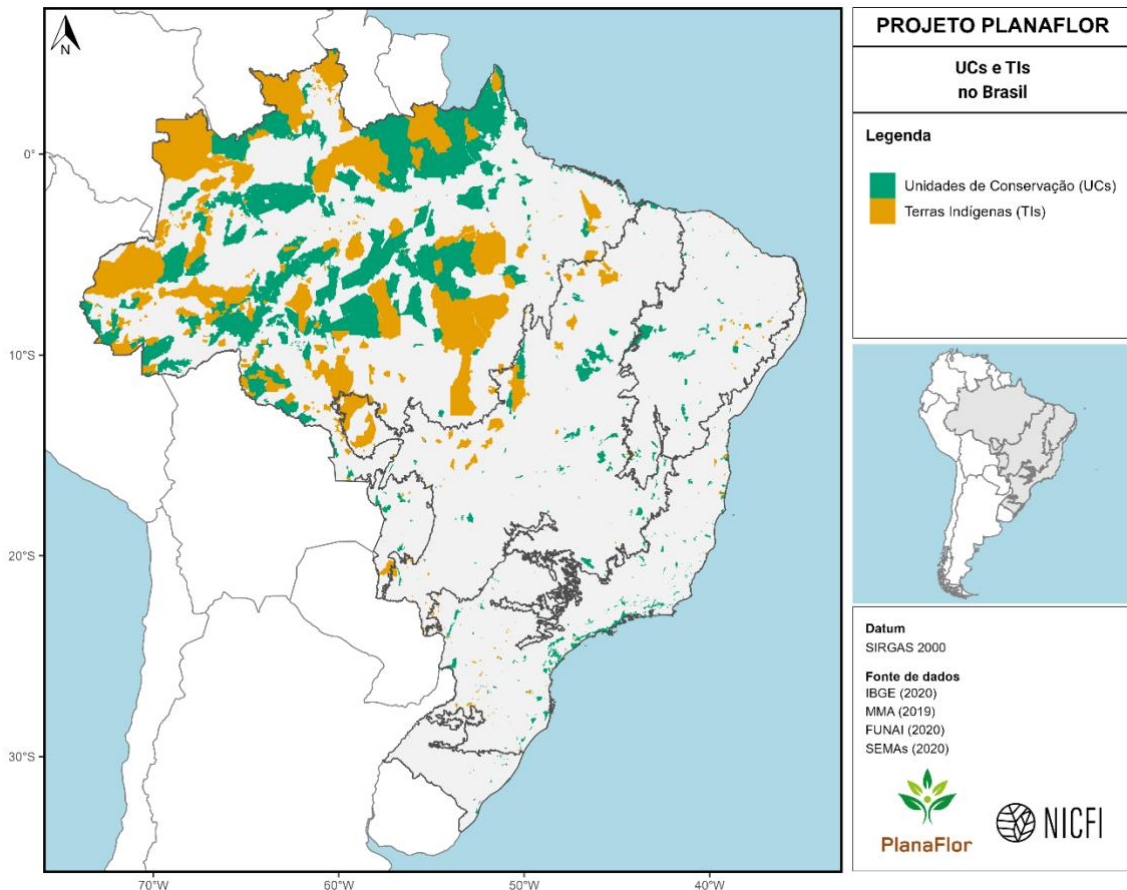 N
0°
10°S
20°S
30°S
70°W
60°W
50°W
40°W
PROJETO PLANAFLOR
UCs e TIs
no Brasil
Legenda
Unidades de Conservação (UCs)
Terras Indígenas (TIs)
Datum
SIRGAS 2000
Fonte de dados
IBGE (2020)
MMA (2019)
FUNAI (2020)
SEMAs (2020)
PlanaFlor
NICFI